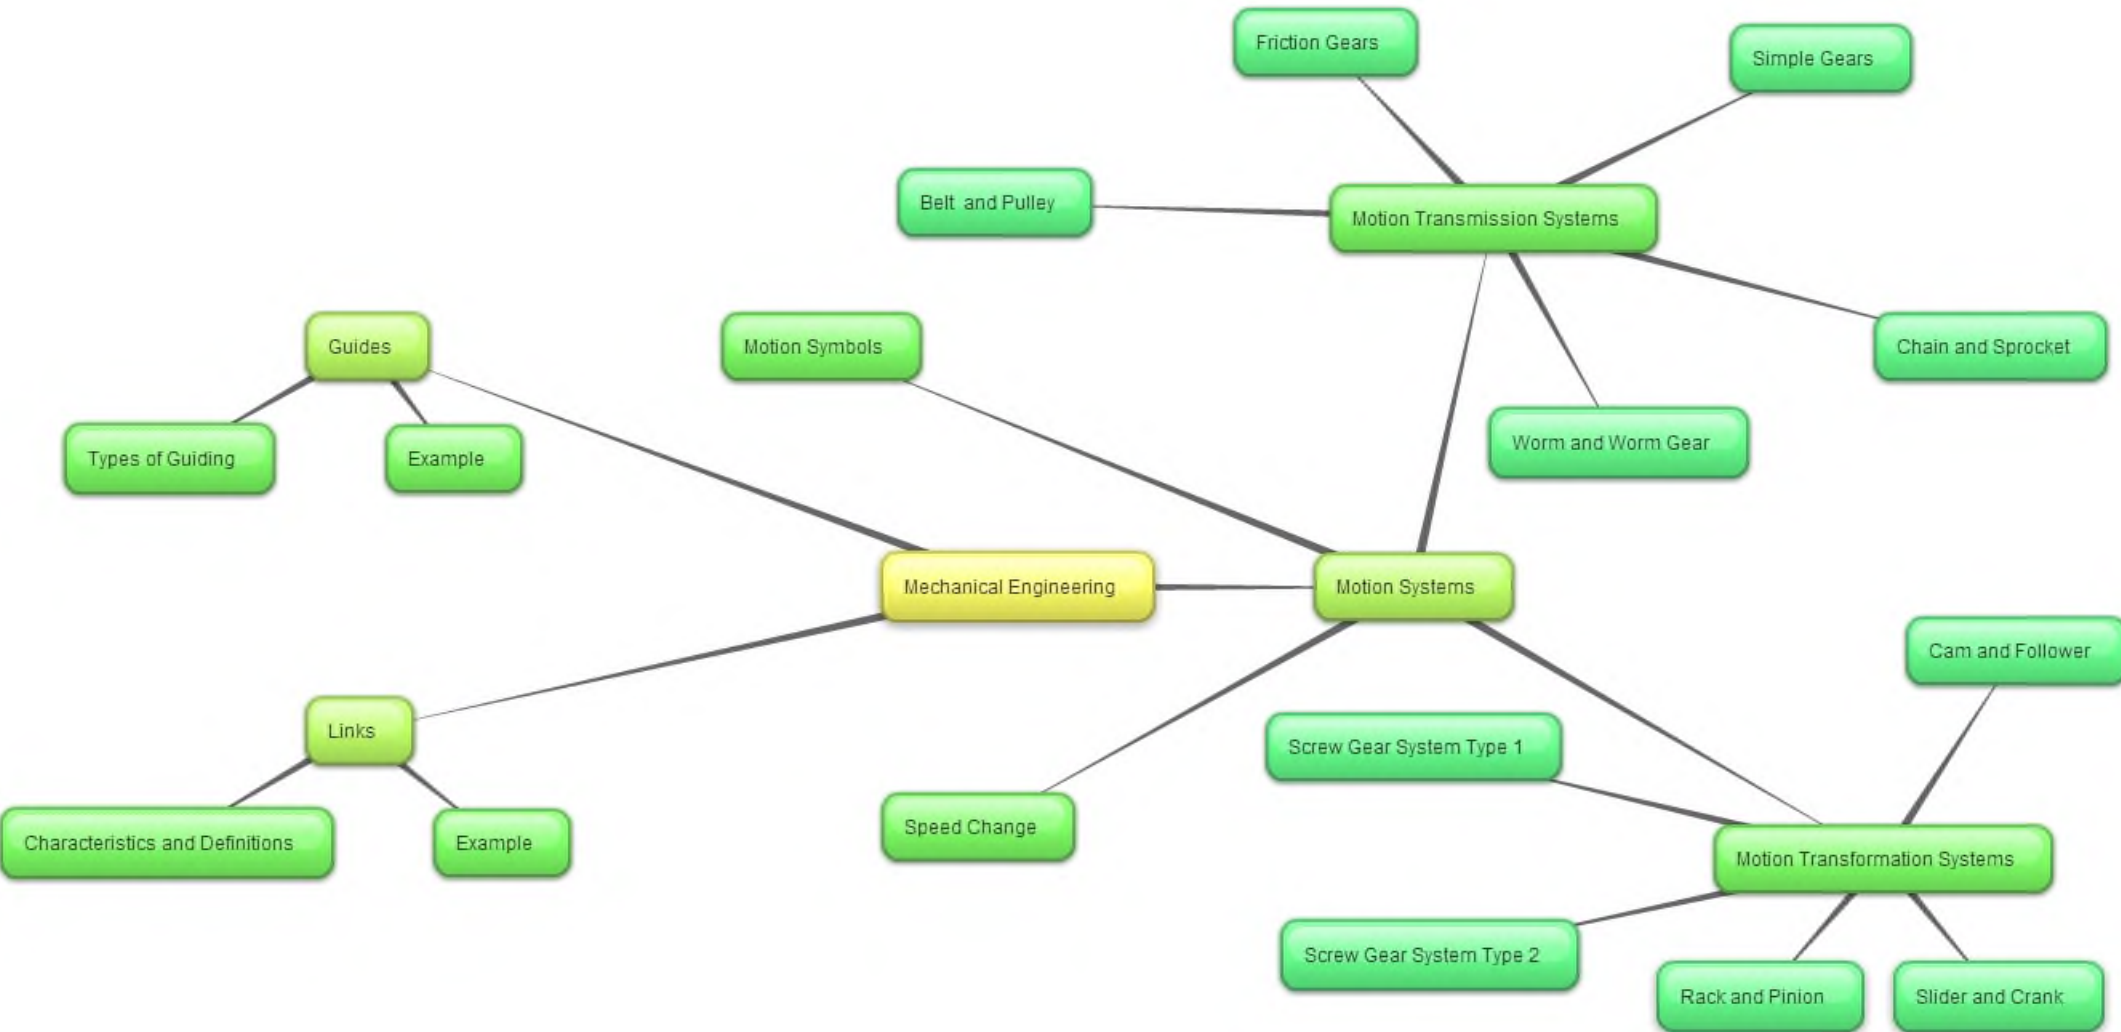 Friction Gears
Simple Gears
Belt and Pulley
Motion Transmission Systems
Guides
Motion Symbols
Chain and Sprocket
Types of Guiding
Example
Worm and Worm Gear
Mechanical Engineering
Motion Systems
Cam and Follower
Links
Screw Gear System Type 1
Characteristics and Definitions
Example
Speed Change
Motion Transformation Systems
Screw Gear System Type 2
Rack and Pinion
Slider and Crank